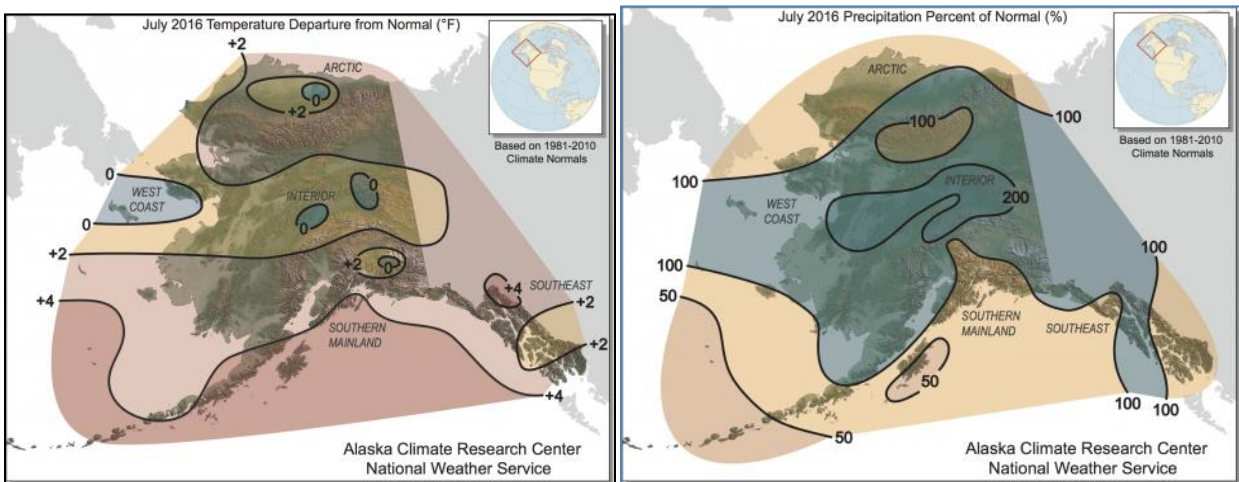 July 2016 Temperature Departure from Normal (°F)
+2
ARCTIC
0
+2
Based on 1981-2010
Climate Normals
0
WEST
COAST
0
INTERIOR
0
0
+2
+2
0
+4
+4
SOUTHEAST
+2
SOUTHERN
MAINLAND
+2
+4
Alaska Climate Research Center
National Weather Service
July 2016 Precipitation Percent of Normal (%)
ARCTIC
100
100
Based on 1981-2010
Climate Normals
100
INTERIOR
WEST
COAST
200
100
100
50
SOUTHERN
MAINLAND
SOUTHEAST
50
100
100
50
Alaska Climate Research Center
National Weather Service